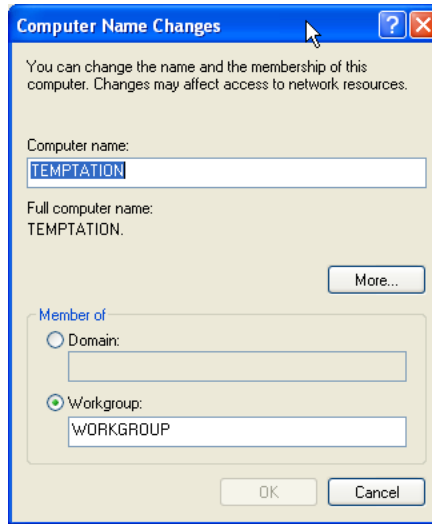 Computer Name Changes
You can change the name and the membership of this
computer. Changes may affect access to network resources.
Computer name:
TEMPTATION
Full computer name:
TEMPTATION.
More...
Member of
Domain:
Workgroup:
WORKGROUP
OK Cancel